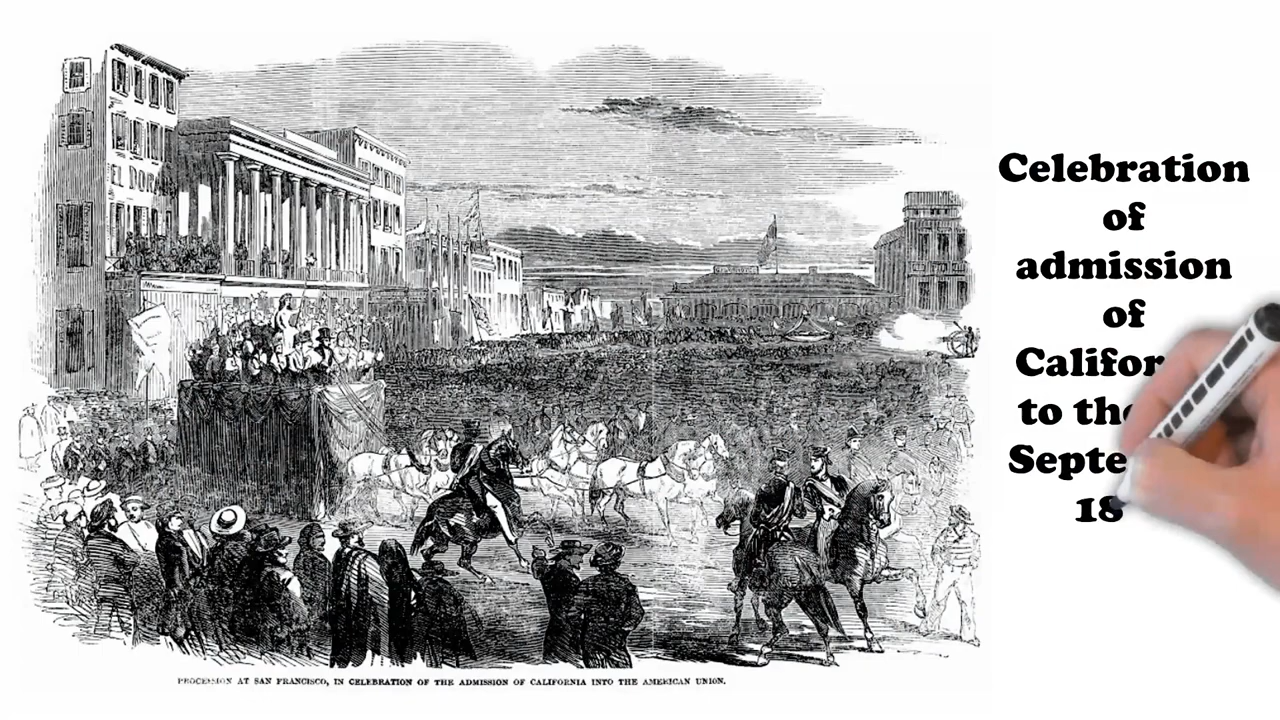 EL DORA
Celebration
of
admission
of
Califor
to the
Septe
18
PROCESSION AT SAN FRANCISCO, IN CELEBRATION OF THE ADMISSION OF CALIFORNIA INTO THE AMERICAN UNION.